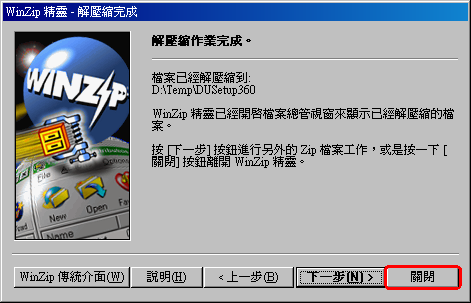 WinZip 精靈 - 解壓縮完成
WINZIP
New
Open
Favori
解壓縮作業完成。
檔案已經解壓縮到:
D:\Temp\DUSetup360
WinZip 精靈已經開啟檔案總管視窗來顯示已經解壓縮的檔
案。
按 [下一步] 按鈕進行另外的 Zip 檔案工作，或是按一下 [
關閉] 按鈕離開 WinZip 精靈。
WinZip 傳統介面(W)
說明(H)
<上一步(B)
下一步(N) >
關閉